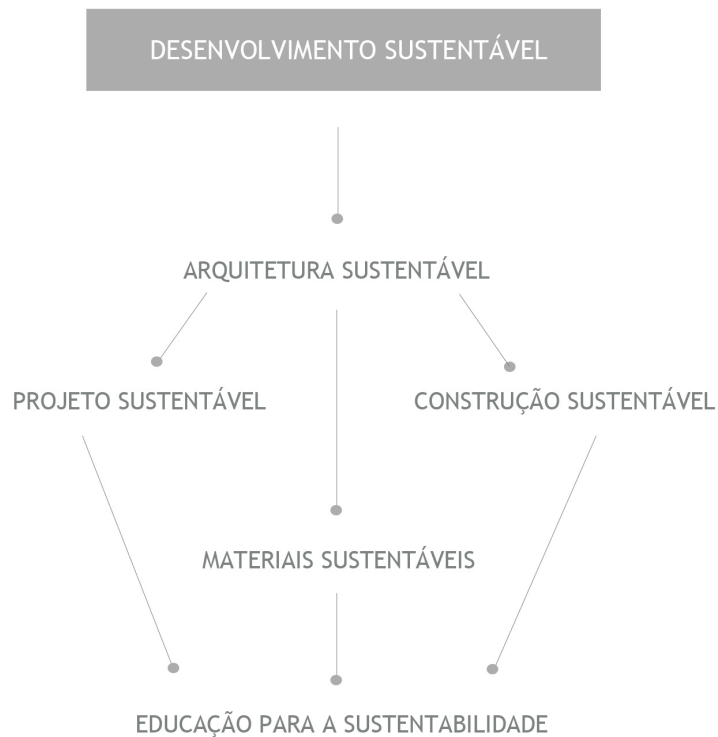 DESENVOLVIMENTO SUSTENTÁVEL
ARQUITETURA SUSTENTÁVEL
PROJETO SUSTENTÁVEL
CONSTRUÇÃO SUSTENTÁVEL
MATERIAIS SUSTENTÁVEIS
EDUCAÇÃO PARA A SUSTENTABILIDADE